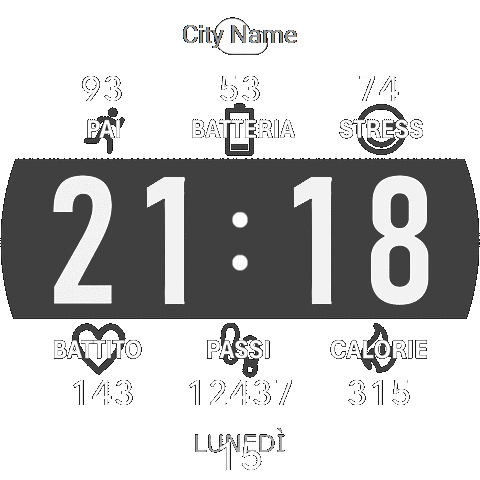 City Name
93 53 74
PAI BATTERIA STRESS
21:18
BATTITO PASSI CALORIE
143 12437 315
LUNEDÌ
15